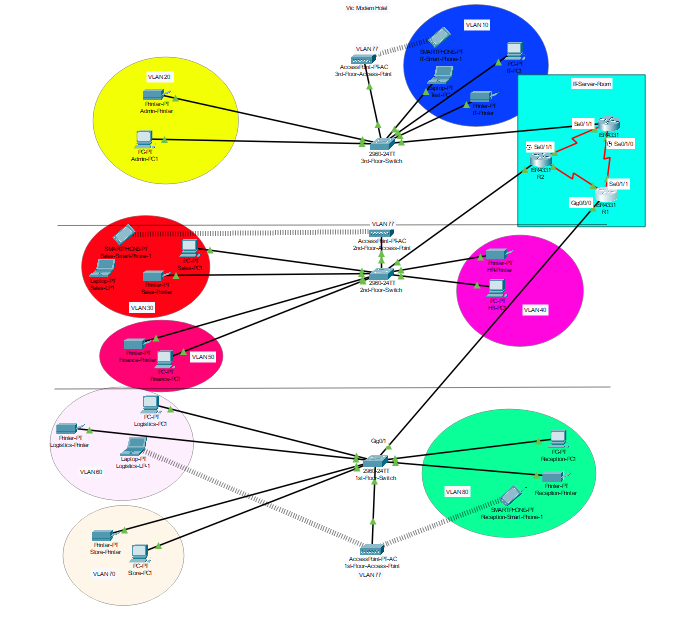 Vic Modern Hotel
VLAN 10
VLAN 77
SMARTPHONE-PT
IT-Smart-Phone-1
AccessPoint-PT-AC
3rd-Floor-Access-Point
PC-PT
IT-PC1
VLAN 20
Laptop-PT
Printer-PT
IT-Printer
Printer-PT
Admin-Printer
IT-Server-Room
PC-PT
Admin-PC1
2960-24TT
3rd-Floor-Switch
Se0/1/1
ISR4331
Se0/1/1
Se0/1/0
ISR4331
R2
Se0/1/1
ISR4331
R1
Gig0/0/0
VLAN 77
AccessPoint-PT-AC
2nd-Floor-Access-Point
SMARTPHONE-PT
Sales-Smart-Phone-1
PC-PT
Sales-PC1
Laptop-PT
Sales-LP1
Printer-PT
Sales-Printer
VLAN 30
2960-24TT
2nd-Floor-Switch
Printer-PT
HR-Printer
PC-PT
HR-PC1
VLAN 40
Printer-PT
Finance-Printer
PC-PT
Finance-PC1
VLAN 50
PC-PT
Logistics-PC1
Printer-PT
Logistics-Printer
Laptop-PT
Logistics-LP-1
VLAN 60
Gig0/1
2960-24TT
1st-Floor-Switch
PC-PT
Reception-PC1
Printer-PT
Reception-Printer
VLAN 80
SMARTPHONE-PT
Reception-Smart-Phone-1
Printer-PT
Store-Printer
PC-PT
Store-PC1
VLAN 70
AccessPoint-PT-AC
1st-Floor-Access-Point
VLAN 77